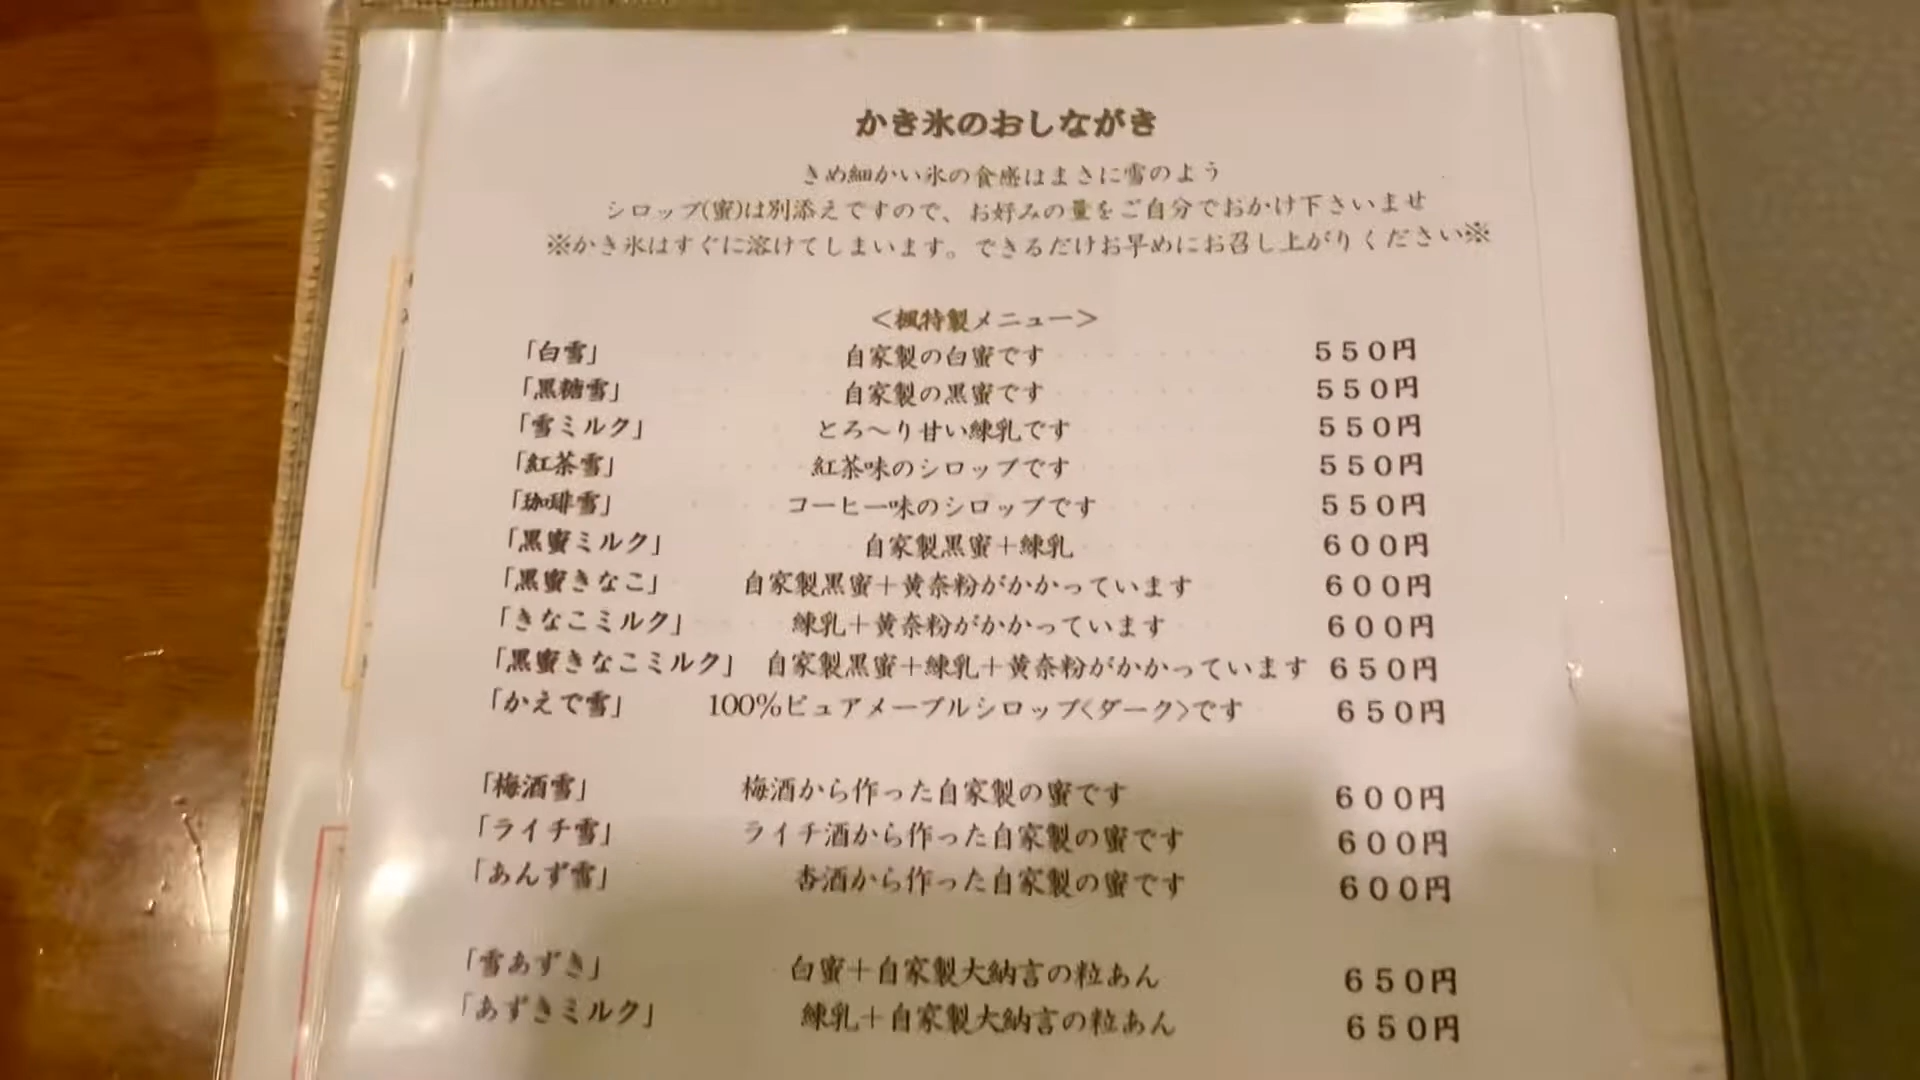 かき氷のおしながき
きめ細かい氷の食感はまさに雪のよう
シロップ(蜜)は別添えですので、お好みの量をご自分でおかけ下さいませ
※かき氷はすぐに溶けてしまいます。できるだけお早めにお召し上がりください※
＜楓特製メニュー＞
「白雪」 自家製の白蜜です 550円
「黒糖雪」 自家製の黒蜜です 550円
「雪ミルク」 とろ～り甘い練乳です 550円
「紅茶雪」 紅茶味のシロップです 550円
「珈琲雪」 コーヒー味のシロップです 550円
「黒蜜ミルク」 自家製黒蜜＋練乳 600円
「黒蜜きなこ」 自家製黒蜜＋黄奈粉がかかっています 600円
「きなこミルク」 練乳＋黄奈粉がかかっています 600円
「黒蜜きなこミルク」 自家製黒蜜＋練乳＋黄奈粉がかかっています 650円
「かえで雪」 100%ピュアメープルシロップ<ダーク>です 650円
「梅酒雪」 梅酒から作った自家製の蜜です 600円
「ライチ雪」 ライチ酒から作った自家製の蜜です 600円
「あんず雪」 杏酒から作った自家製の蜜です 600円
「雪あずき」 白蜜＋自家製大納言の粒あん 650円
「あずきミルク」 練乳＋自家製大納言の粒あん 650円